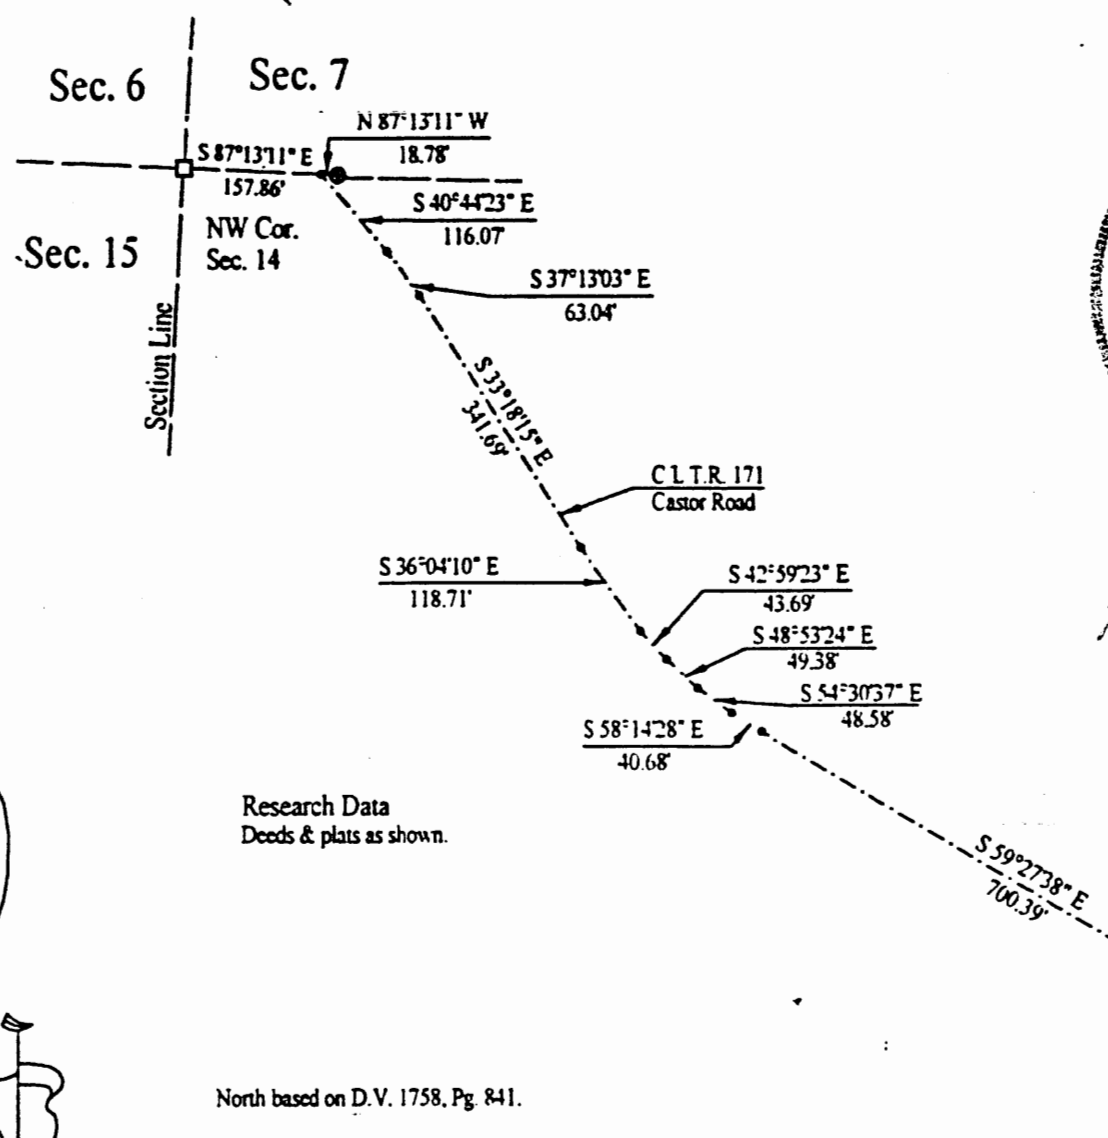 Sec. 6
Sec. 7
N 87°13'11" W
18.78'
S 87°13'11" E
157.86'
S 40°44'23" E
116.07'
NW Cor.
Sec. 14
Sec. 15
S 37°13'03" E
63.04'
Section Line
S 33°18'15" E
341.69'
C L T.R. 171
Castor Road
S 36°04'10" E
118.71'
S 42°59'23" E
43.69'
S 48°53'24" E
49.38'
S 54°30'37" E
48.58'
S 58°14'28" E
40.68'
Research Data
Deeds & plats as shown.
S 59°27'38" E
700.39'
North based on D.V. 1758, Pg. 841.